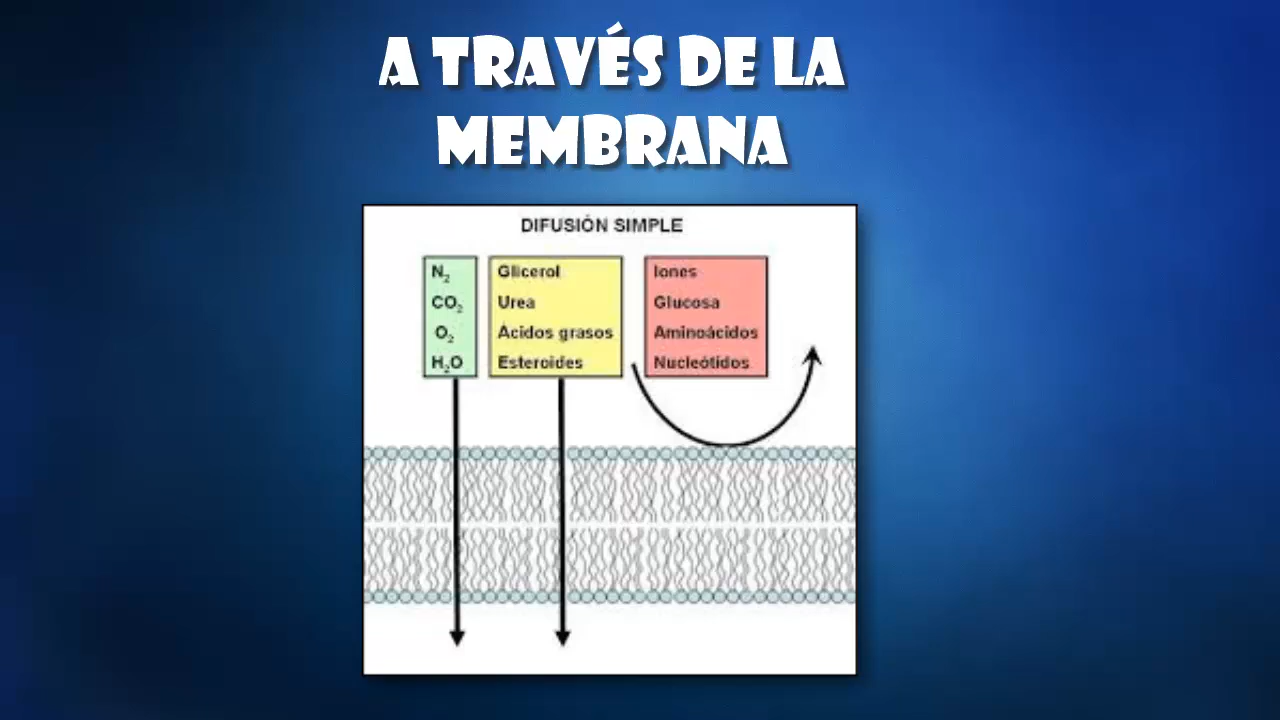 A TRAVÉS DE LA
MEMBRANA
DIFUSIÓN SIMPLE
N₂
CO₂
O₂
H₂O
Glicerol
Urea
Ácidos grasos
Esteroides
Iones
Glucosa
Aminoácidos
Nucleótidos